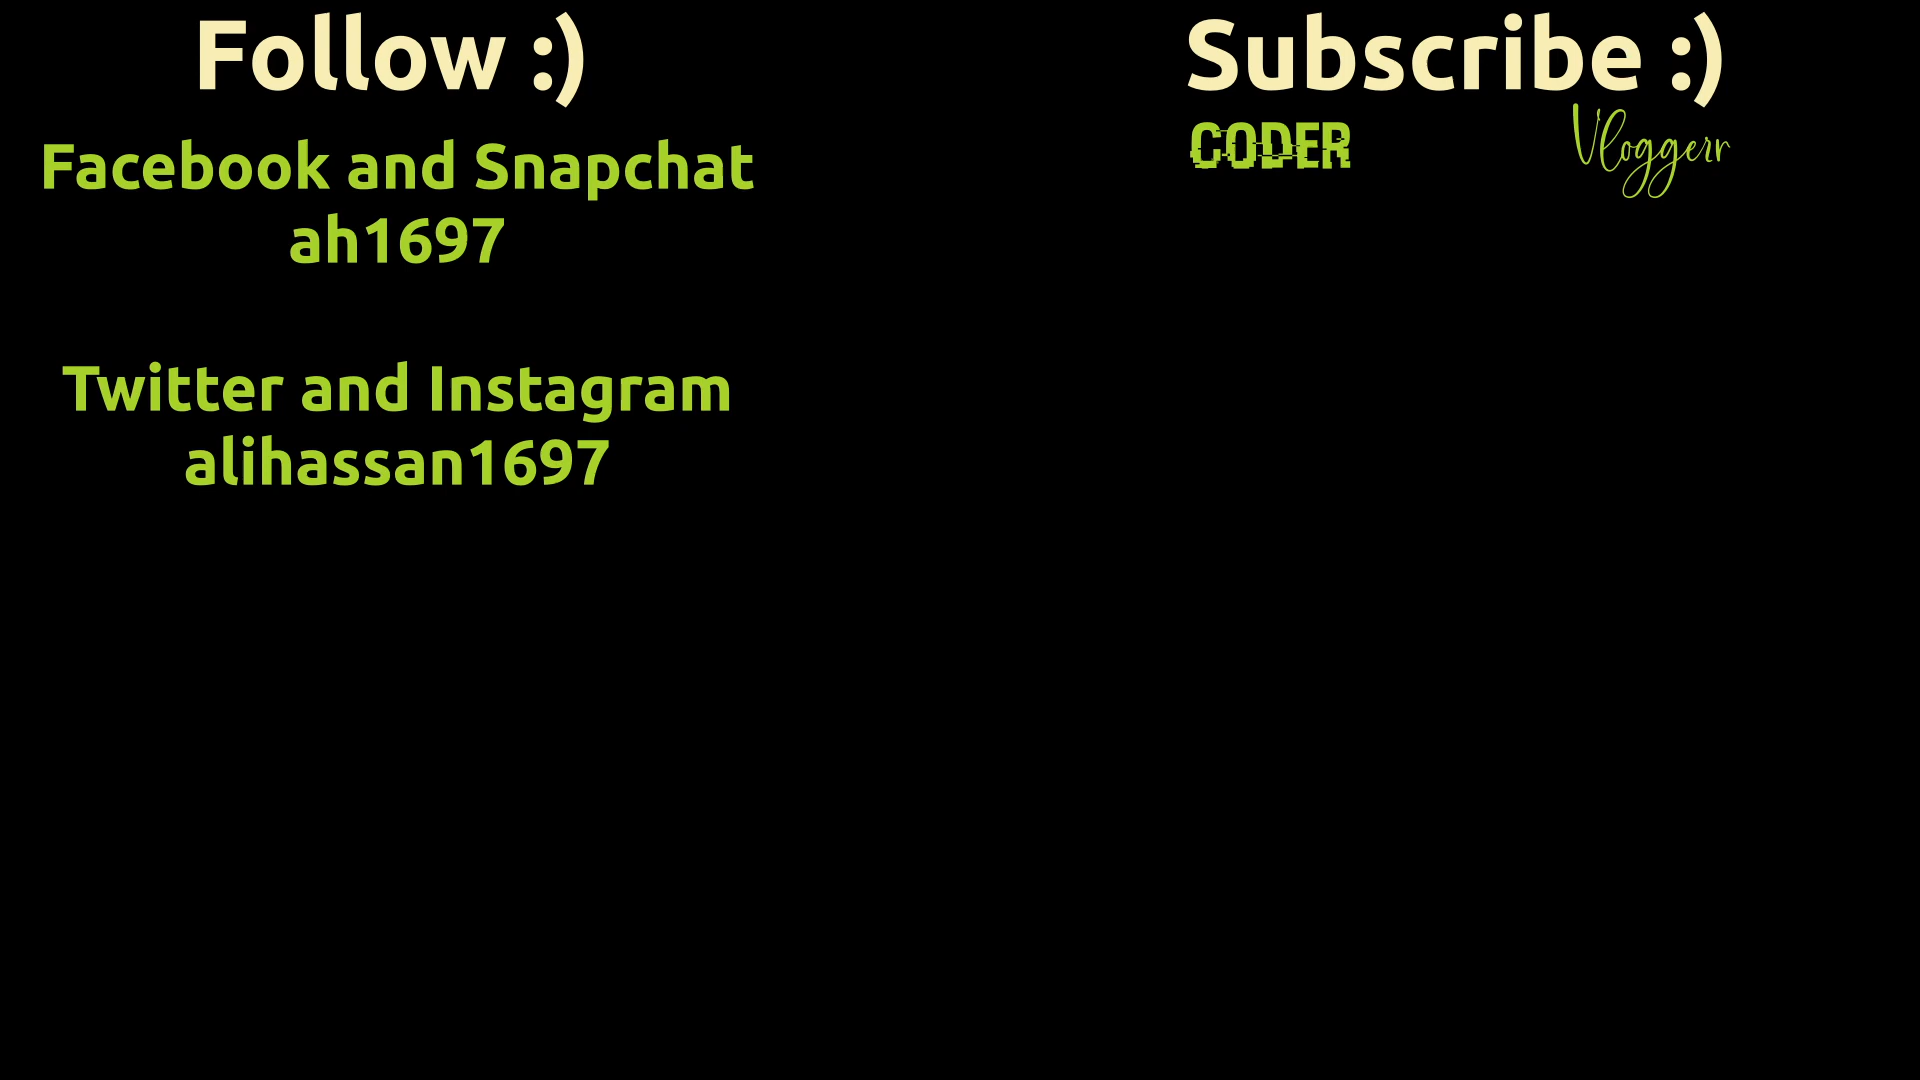 Follow :)
Facebook and Snapchat
ah1697
Twitter and Instagram
alihassan1697
Subscribe :)
CODER
Vloggerr